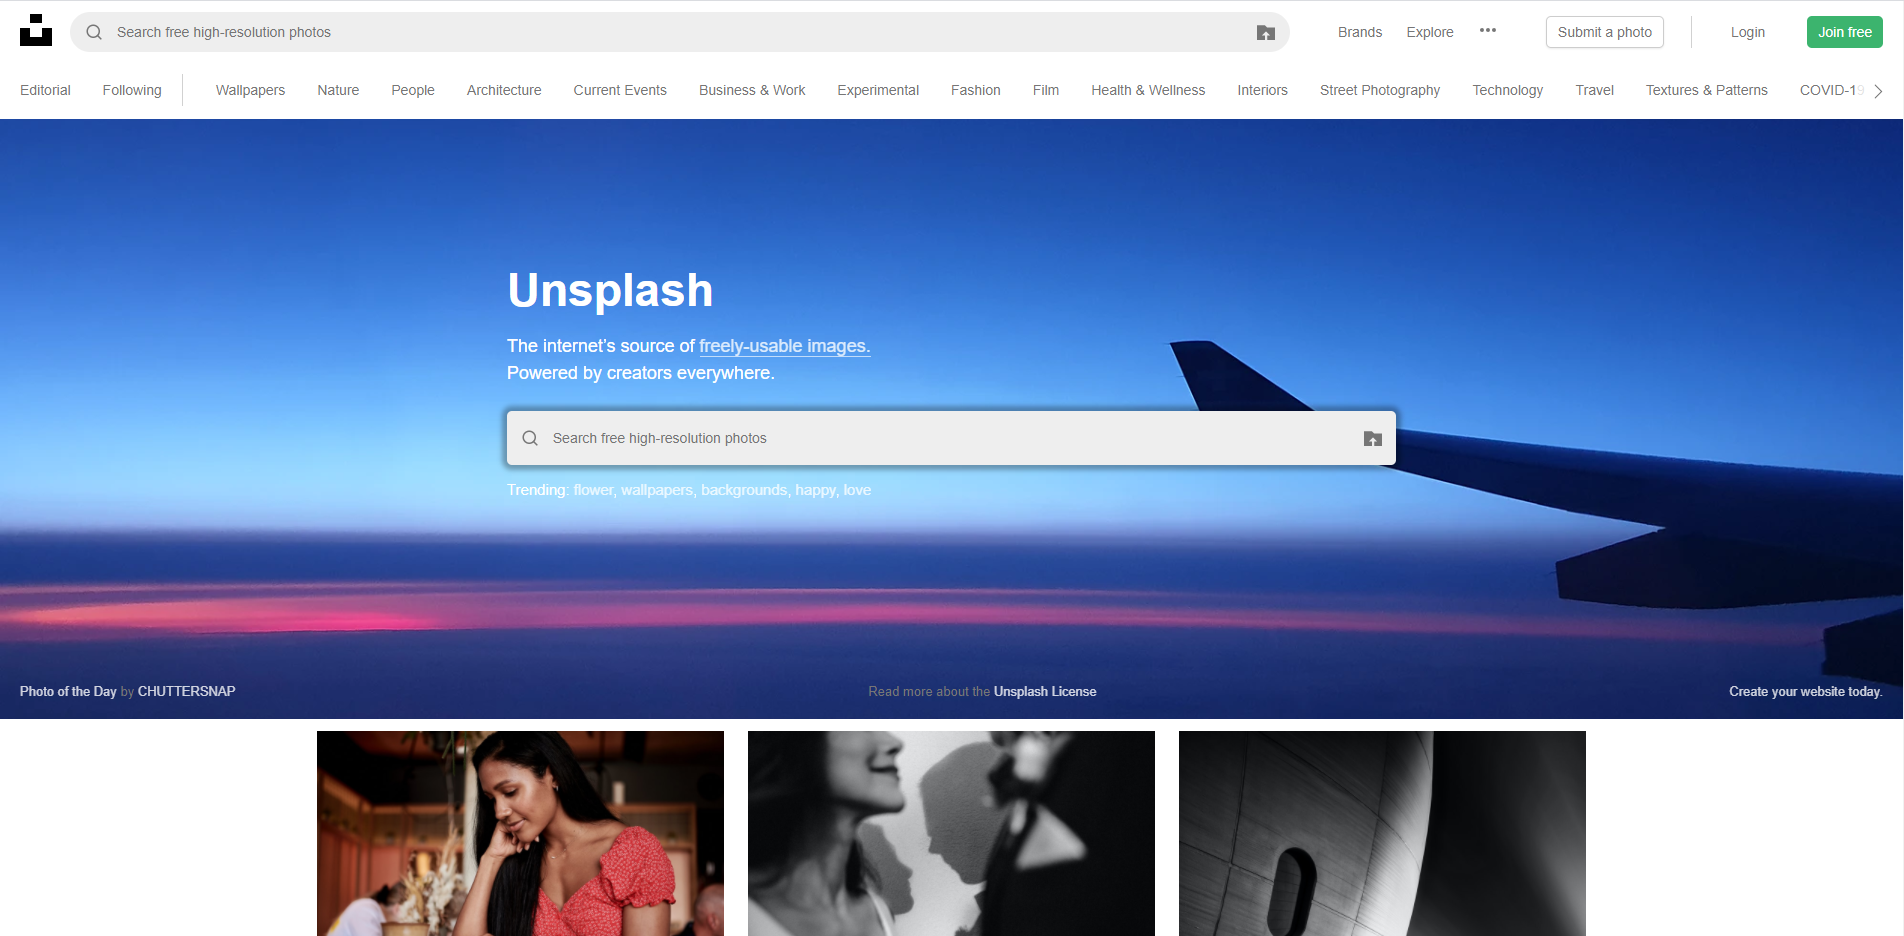 Search free high-resolution photos
Brands Explore ••• Submit a photo Login Join free
Editorial Following Wallpapers Nature People Architecture Current Events Business & Work Experimental Fashion Film Health & Wellness Interiors Street Photography Technology Travel Textures & Patterns COVID-19
Unsplash
The internet's source of freely-usable images.
Powered by creators everywhere.
Search free high-resolution photos
Trending: flower, wallpapers, backgrounds, happy, love
Photo of the Day by CHUTTERSNAP
Read more about the Unsplash License
Create your website today.